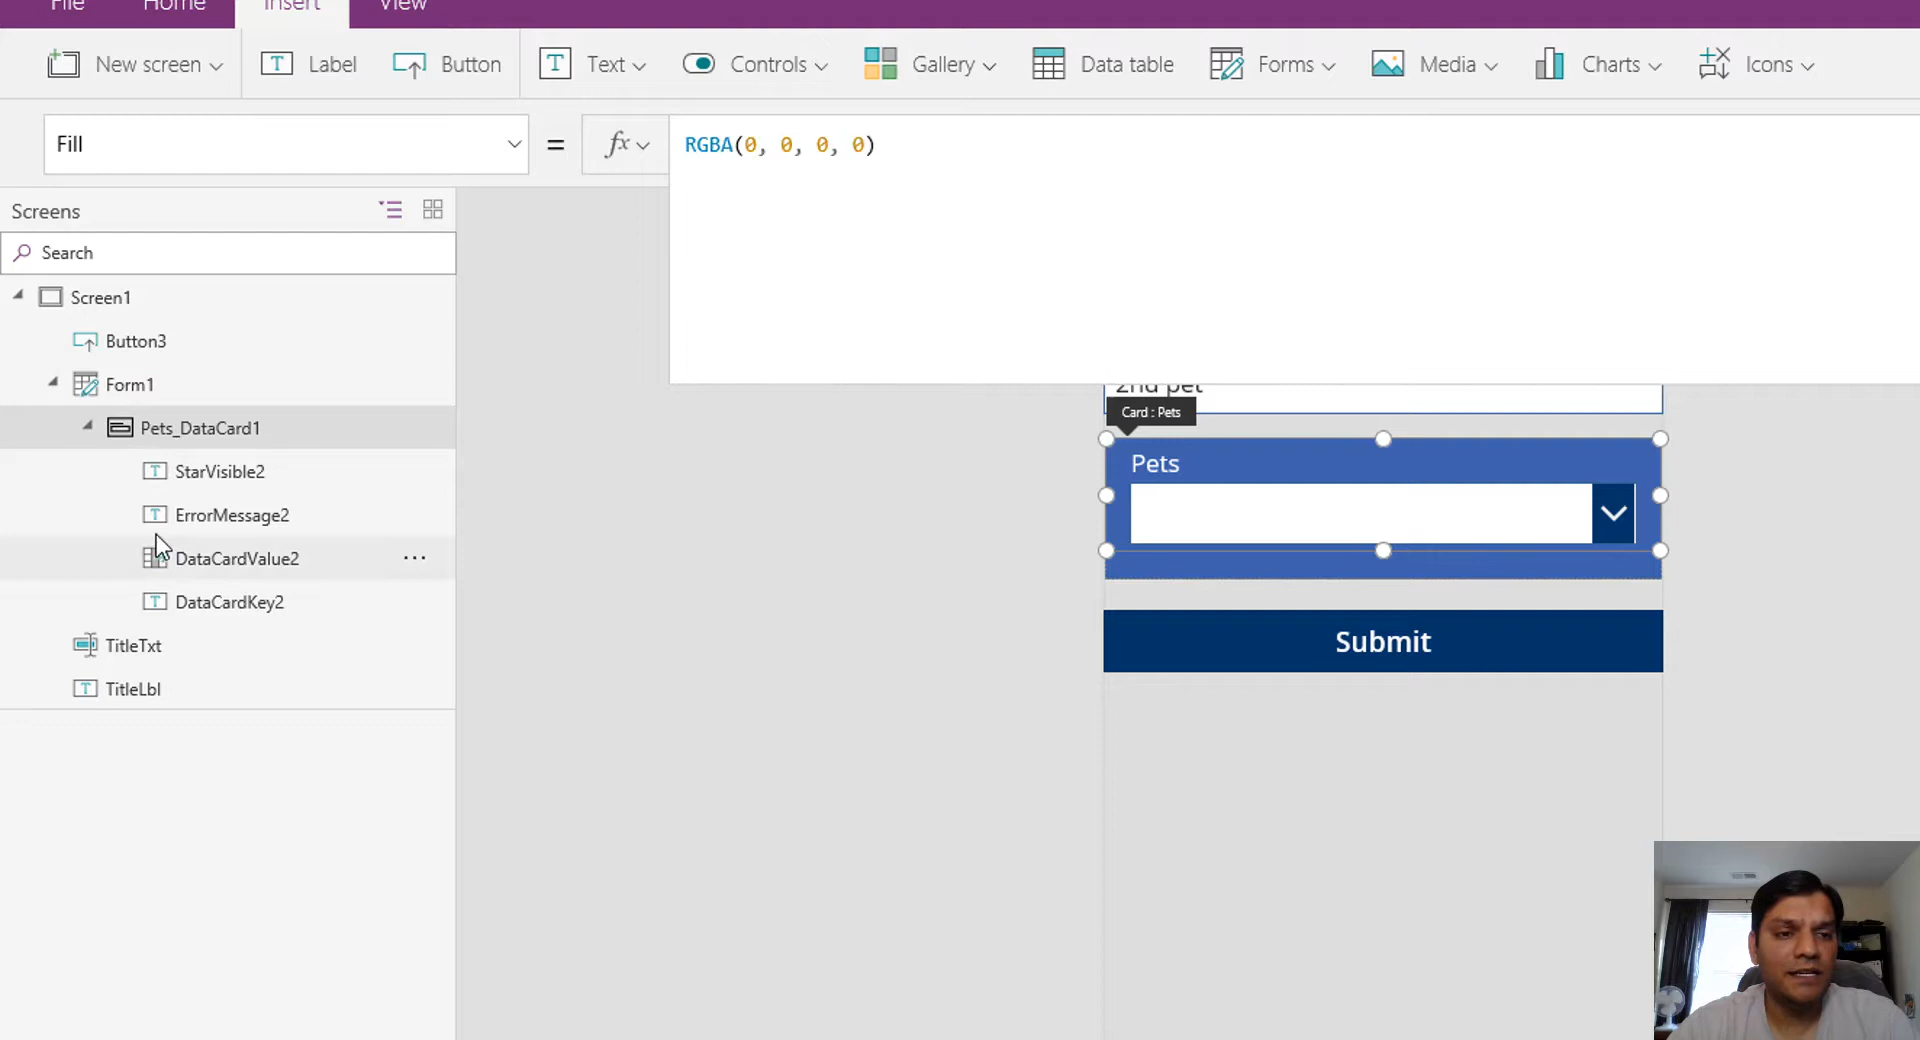 File Home Insert View
New screen Label Button Text Controls Gallery Data table Forms Media Charts Icons
Fill = fx RGBA(0, 0, 0, 0)
Screens
Search
Screen1
Button3
Form1
Pets_DataCard1
StarVisible2
ErrorMessage2
DataCardValue2 ...
DataCardKey2
TitleTxt
TitleLbl
2nd pet
Card : Pets
Pets
Submit